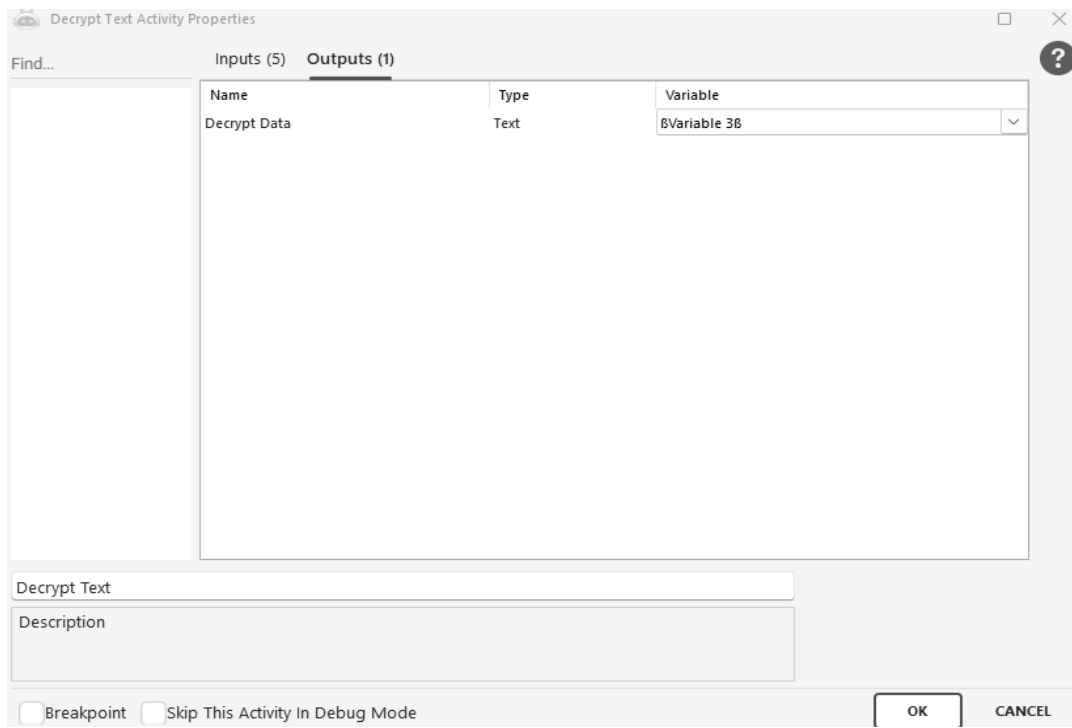 Decrypt Text Activity Properties
Find...
Inputs (5) Outputs (1)
?
Name Type Variable
Decrypt Data Text ßVariable 3ß
Decrypt Text
Description
Breakpoint Skip This Activity In Debug Mode OK CANCEL